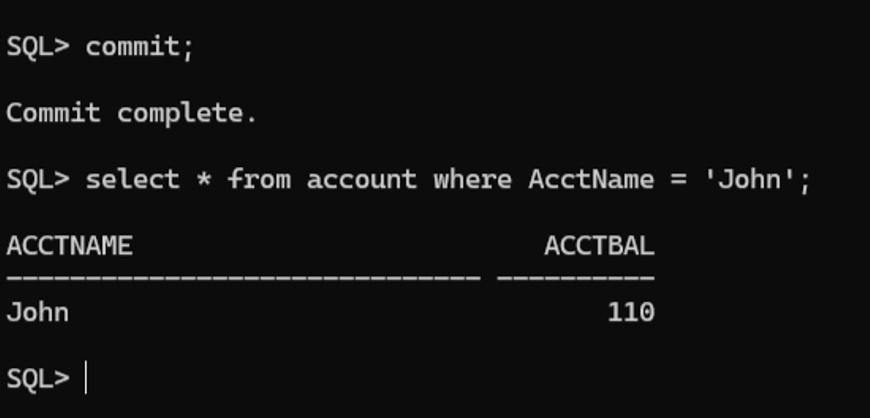 SQL> commit;
Commit complete.
SQL> select * from account where AcctName = 'John';
ACCTNAME                         ACCTBAL
------------------------------ ----------
John                                 110
SQL>